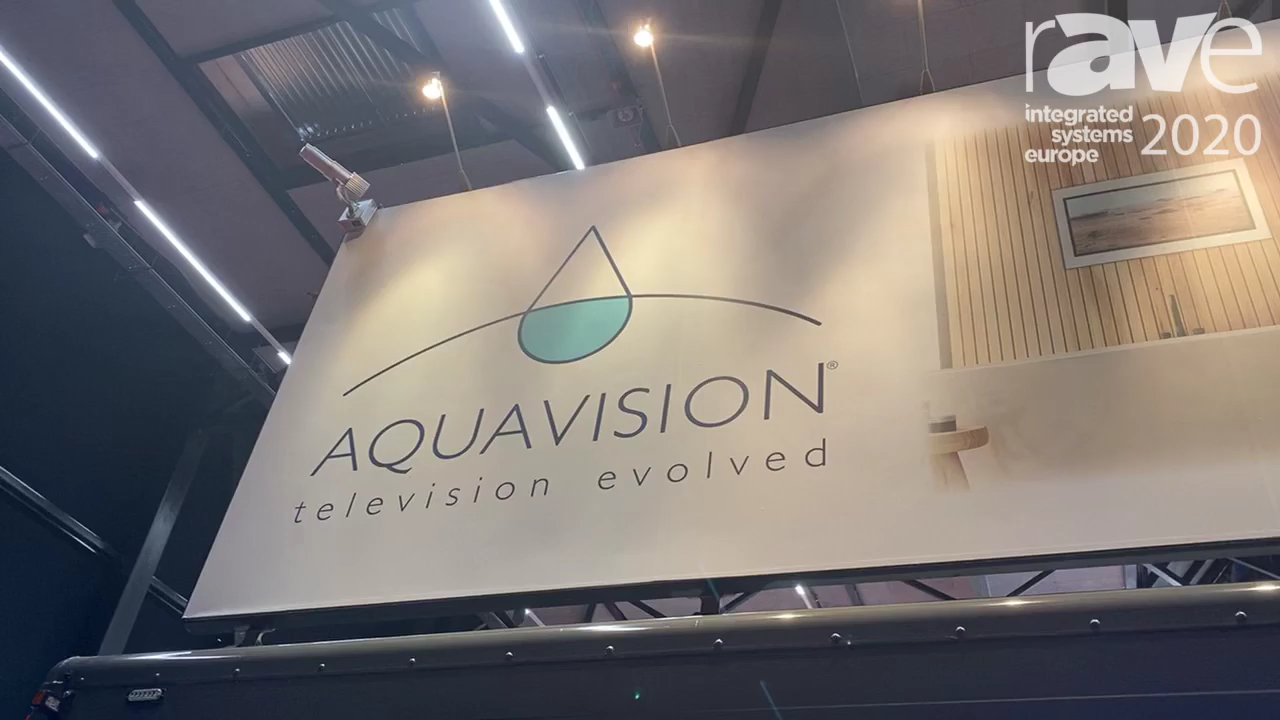 rAVe
integrated
systems
europe
2020
AQUAVISION®
television evolved